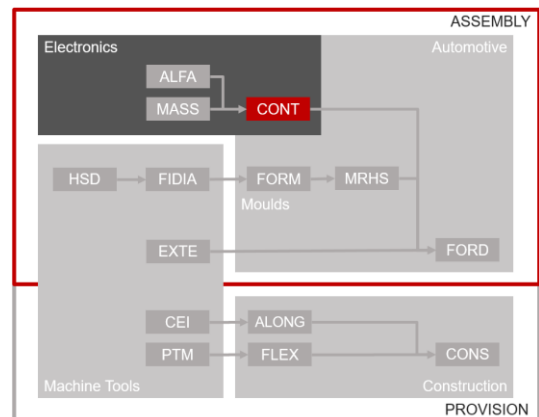 ASSEMBLY
Electronics
Automotive
ALFA
MASS
CONT
HSD
FIDIA
FORM
MRHS
Moulds
EXTE
FORD
CEI
ALONG
PTM
FLEX
CONS
Machine Tools
Construction
PROVISION